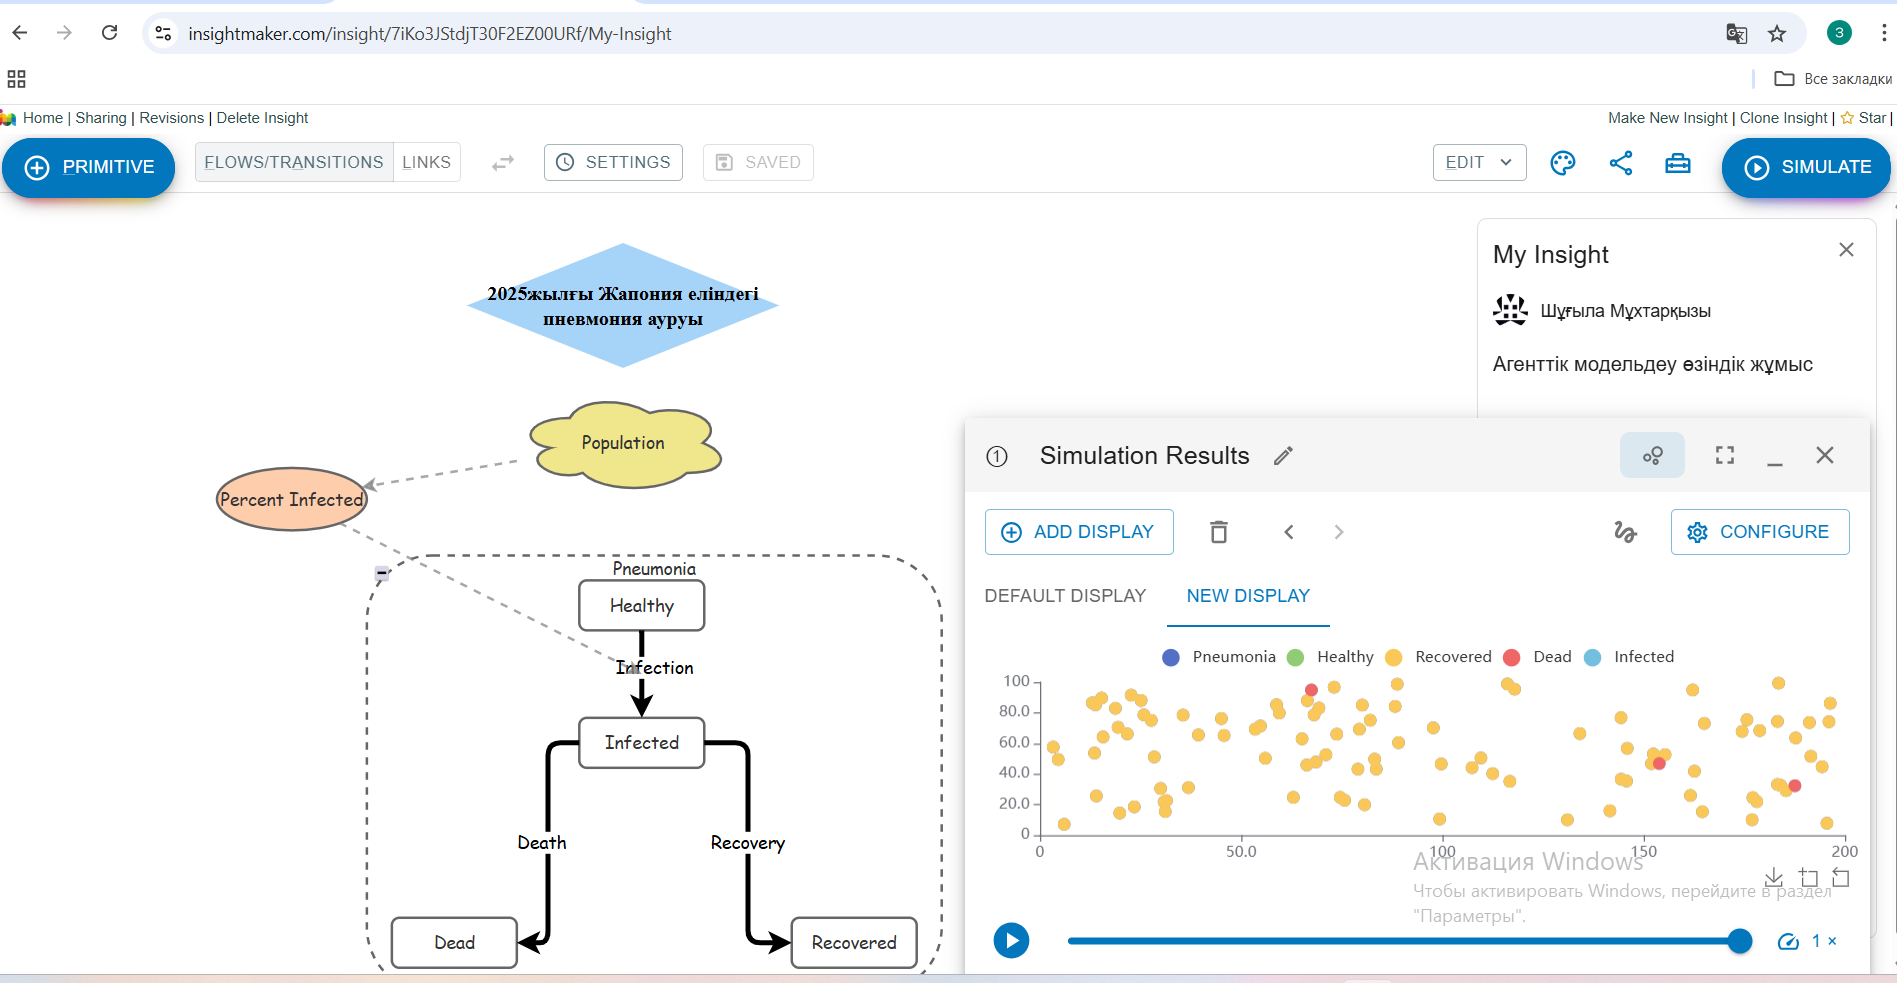 insightmaker.com/insight/7iKo3JStdjT30F2EZ00URf/My-Insight
3
Все закладки
Home | Sharing | Revisions | Delete Insight
Make New Insight | Clone Insight | Star |
PRIMITIVE
FLOWS/TRANSITIONS
LINKS
SETTINGS
SAVED
EDIT
SIMULATE
2025жылғы Жапония еліндегі
пневмония ауруы
Population
Percent Infected
Pneumonia
Healthy
Infection
Infected
Death
Recovery
Dead
Recovered
My Insight
Шұғыла Мұхтарқызы
Агенттік модельдеу өзіндік жұмыс
1 Simulation Results
ADD DISPLAY
CONFIGURE
DEFAULT DISPLAY
NEW DISPLAY
Pneumonia Healthy Recovered Dead Infected
100
80.0
60.0
40.0
20.0
0
0 50.0 100 150 200
Активация Windows
Чтобы активировать Windows, перейдите в раздел
"Параметры".
1 ×